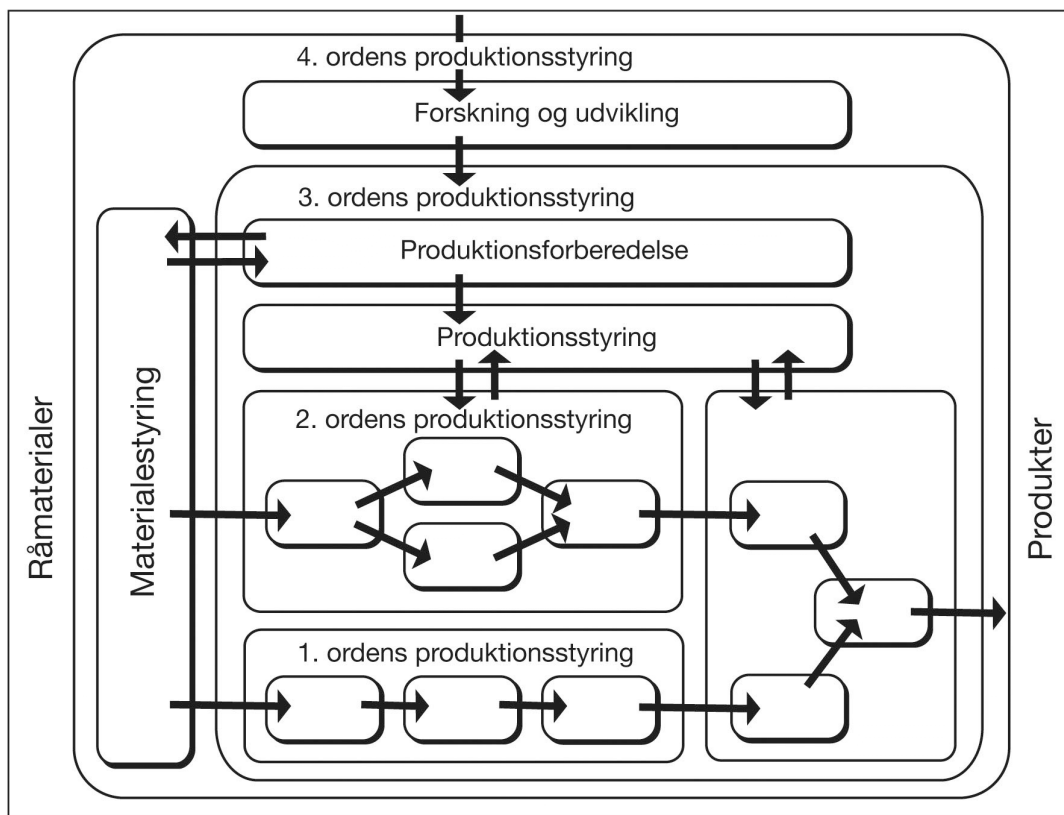 4. ordens produktionsstyring
Forskning og udvikling
3. ordens produktionsstyring
Produktionsforberedelse
Produktionsstyring
2. ordens produktionsstyring
1. ordens produktionsstyring
Råmaterialer
Materialestyring
Produkter